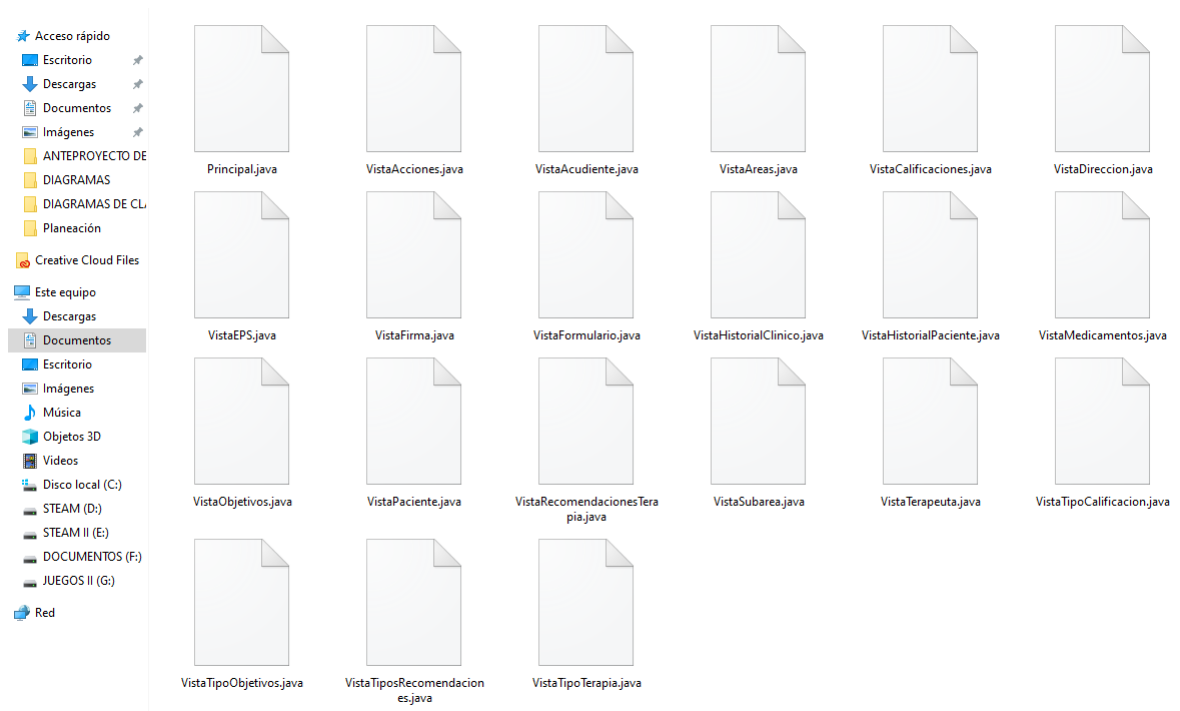 Acceso rápido
Escritorio
Descargas
Documentos
Imágenes
ANTEPROYECTO DE
DIAGRAMAS
DIAGRAMAS DE CL
Planeación
Creative Cloud Files
Este equipo
Descargas
Documentos
Escritorio
Imágenes
Música
Objetos 3D
Videos
Disco local (C:)
STEAM (D:)
STEAM II (E:)
DOCUMENTOS (F:)
JUEGOS II (G:)
Red
Principal.java
VistaAcciones.java
VistaAcudiente.java
VistaAreas.java
VistaCalificaciones.java
VistaDireccion.java
VistaEPS.java
VistaFirma.java
VistaFormulario.java
VistaHistorialClinico.java
VistaHistorialPaciente.java
VistaMedicamentos.java
VistaObjetivos.java
VistaPaciente.java
VistaRecomendacionesTera
pia.java
VistaSubarea.java
VistaTerapeuta.java
VistaTipoCalificacion.java
VistaTipoObjetivos.java
VistaTiposRecomendacion
es.java
VistaTipoTerapia.java